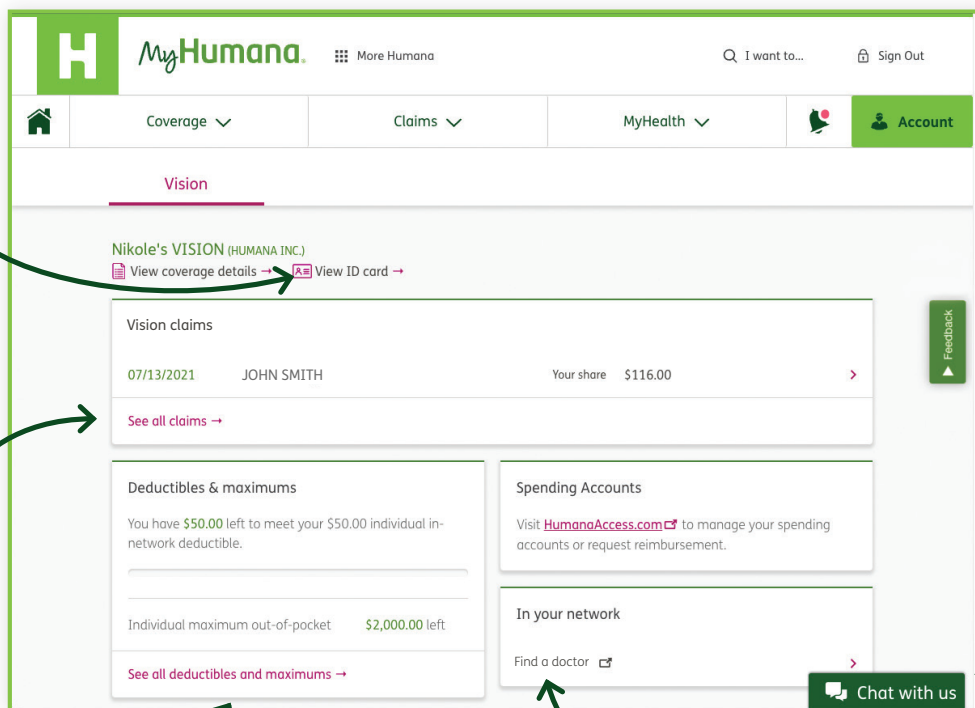 H MyHumana. More Humana I want to... Sign Out
Coverage Claims MyHealth Account
Vision
Nikole's VISION (HUMANA INC.)
View coverage details → View ID card →
Vision claims
07/13/2021 JOHN SMITH Your share $116.00
See all claims →
Deductibles & maximums
You have $50.00 left to meet your $50.00 individual in-
network deductible.
Individual maximum out-of-pocket $2,000.00 left
See all deductibles and maximums →
Spending Accounts
Visit HumanaAccess.com to manage your spending
accounts or request reimbursement.
In your network
Find a doctor
Feedback
Chat with us